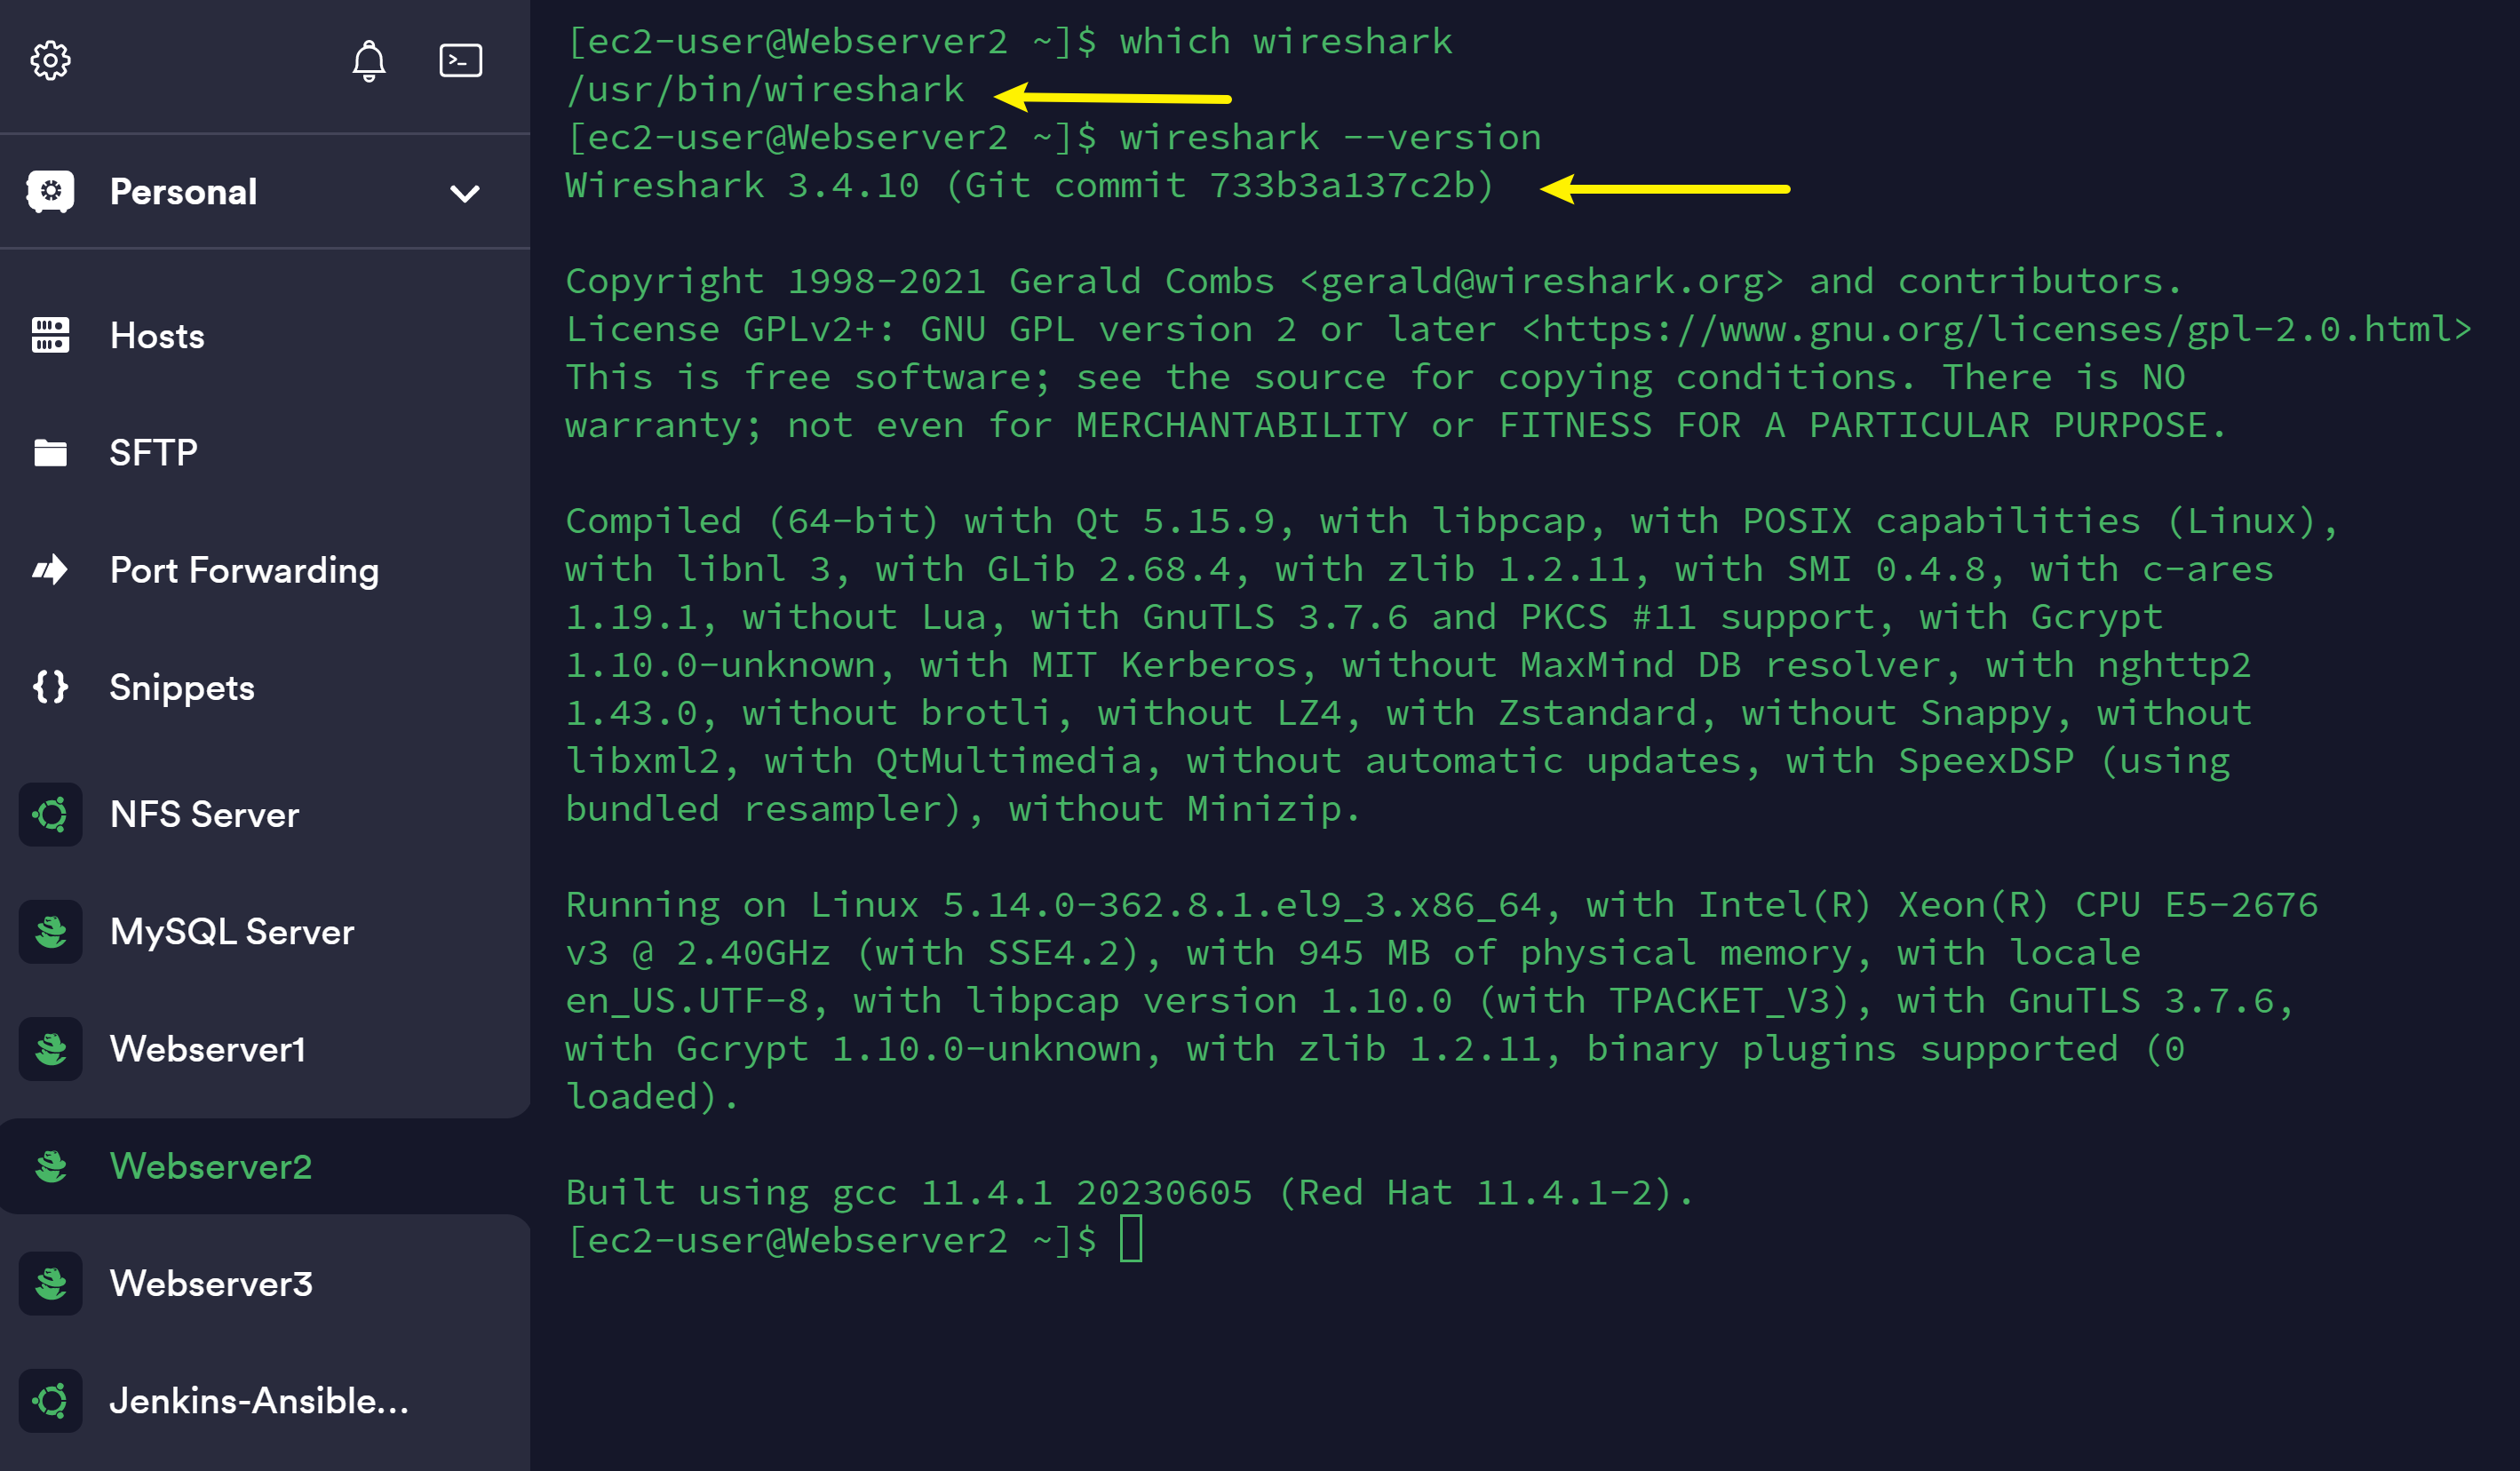 Personal
Hosts
SFTP
Port Forwarding
Snippets
NFS Server
MySQL Server
Webserver1
Webserver2
Webserver3
Jenkins-Ansible...
[ec2-user@Webserver2 ~]$ which wireshark
/usr/bin/wireshark
[ec2-user@Webserver2 ~]$ wireshark --version
Wireshark 3.4.10 (Git commit 733b3a137c2b)
Copyright 1998-2021 Gerald Combs <gerald@wireshark.org> and contributors.
License GPLv2+: GNU GPL version 2 or later <https://www.gnu.org/licenses/gpl-2.0.html>
This is free software; see the source for copying conditions. There is NO
warranty; not even for MERCHANTABILITY or FITNESS FOR A PARTICULAR PURPOSE.
Compiled (64-bit) with Qt 5.15.9, with libpcap, with POSIX capabilities (Linux),
with libnl 3, with GLib 2.68.4, with zlib 1.2.11, with SMI 0.4.8, with c-ares
1.19.1, without Lua, with GnuTLS 3.7.6 and PKCS #11 support, with Gcrypt
1.10.0-unknown, with MIT Kerberos, without MaxMind DB resolver, with nghttp2
1.43.0, without brotli, without LZ4, with Zstandard, without Snappy, without
libxml2, with QtMultimedia, without automatic updates, with SpeexDSP (using
bundled resampler), without Minizip.
Running on Linux 5.14.0-362.8.1.el9_3.x86_64, with Intel(R) Xeon(R) CPU E5-2676
v3 @ 2.40GHz (with SSE4.2), with 945 MB of physical memory, with locale
en_US.UTF-8, with libpcap version 1.10.0 (with TPACKET_V3), with GnuTLS 3.7.6,
with Gcrypt 1.10.0-unknown, with zlib 1.2.11, binary plugins supported (0
loaded).
Built using gcc 11.4.1 20230605 (Red Hat 11.4.1-2).
[ec2-user@Webserver2 ~]$